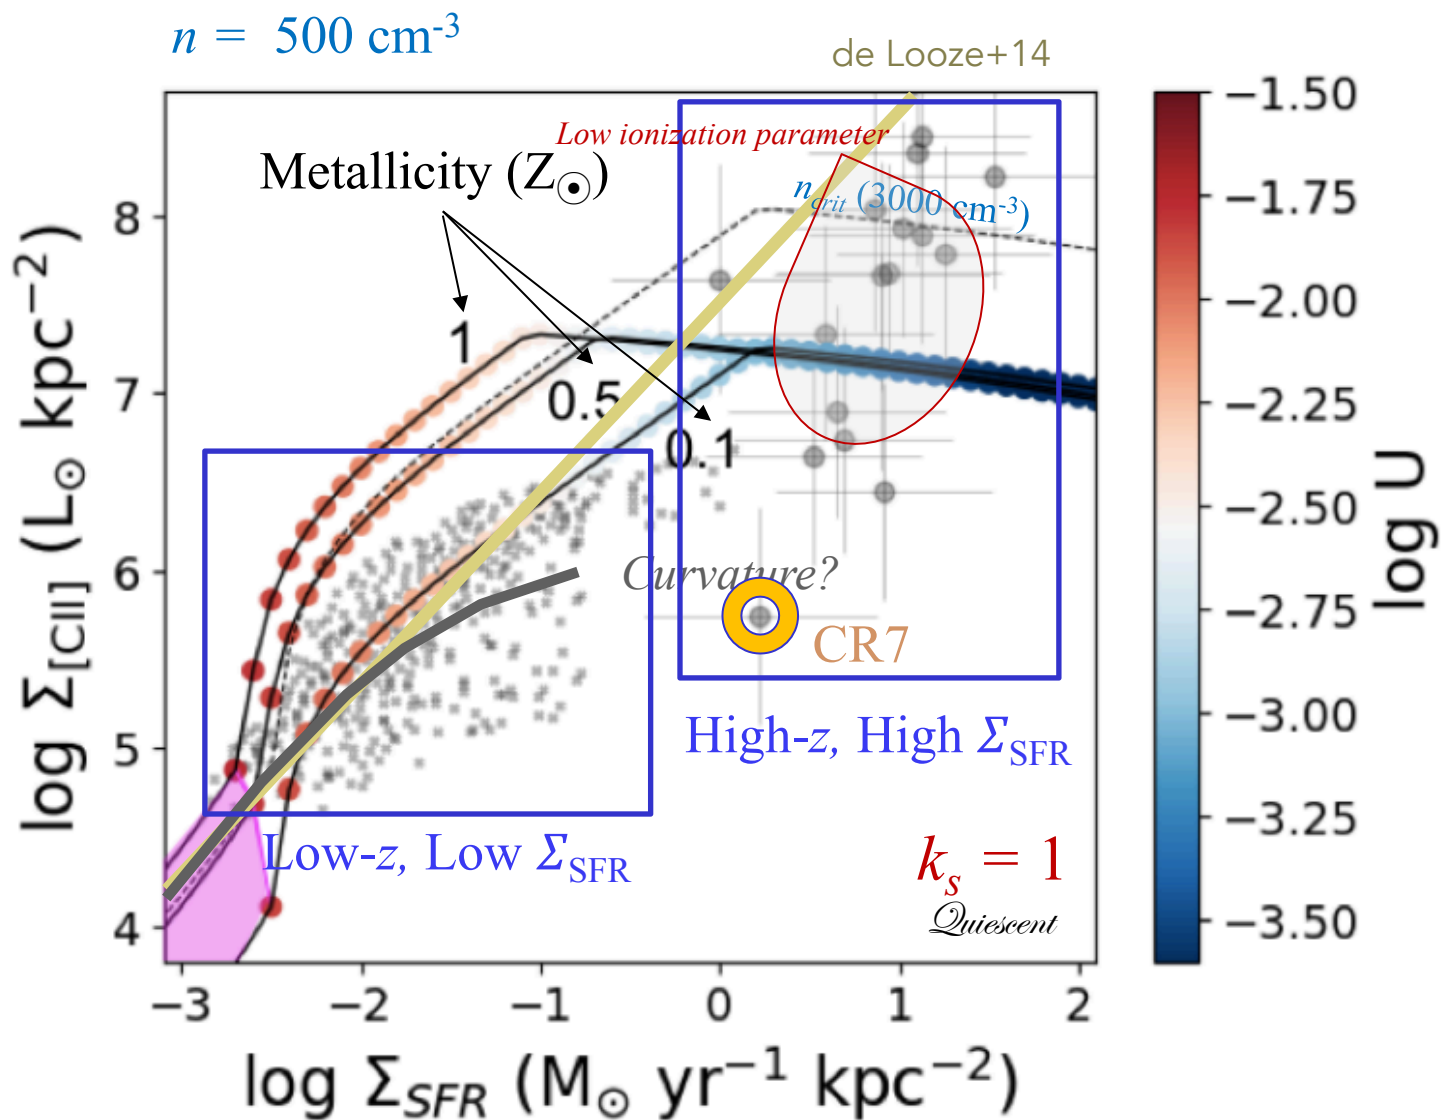 n = 500 cm-3
de Looze+14
Low ionization parameter
Metallicity (Z⊙)
ncrit (3000 cm-3)
1
0.5
0.1
Curvature?
CR7
High-z, High ΣSFR
Low-z, Low ΣSFR
ks = 1
Quiescent
log Σ[CII] (L⊙ kpc−2)
8
7
6
5
4
−3
−2
−1
0
1
2
log ΣSFR (M⊙ yr−1 kpc−2)
−1.50
−1.75
−2.00
−2.25
−2.50
−2.75
−3.00
−3.25
−3.50
log U